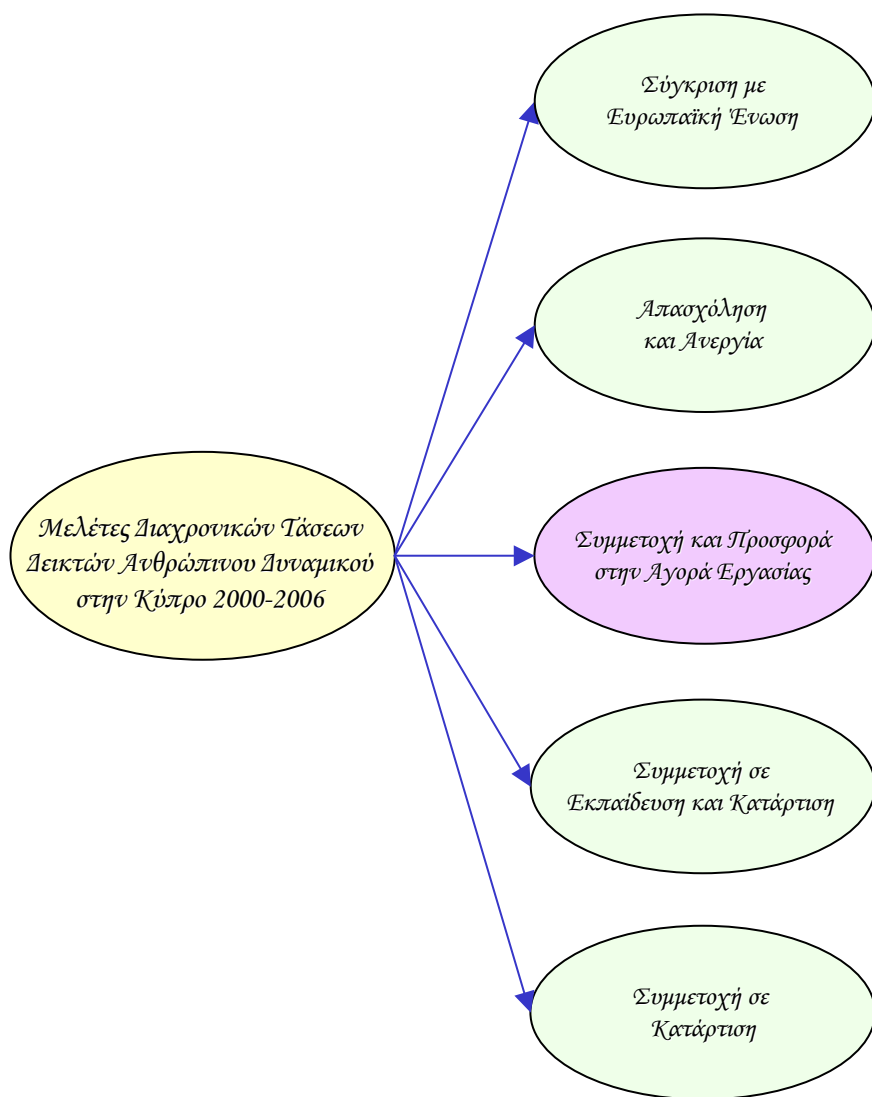 Σύγκριση με
Ευρωπαϊκή Ένωση
Απασχόληση
και Ανεργία
Μελέτες Διαχρονικών Τάσεων
Δεικτών Ανθρώπινου Δυναμικού
στην Κύπρο 2000-2006
Συμμετοχή και Προσφορά
στην Αγορά Εργασίας
Συμμετοχή σε
Εκπαίδευση και Κατάρτιση
Συμμετοχή σε
Κατάρτιση